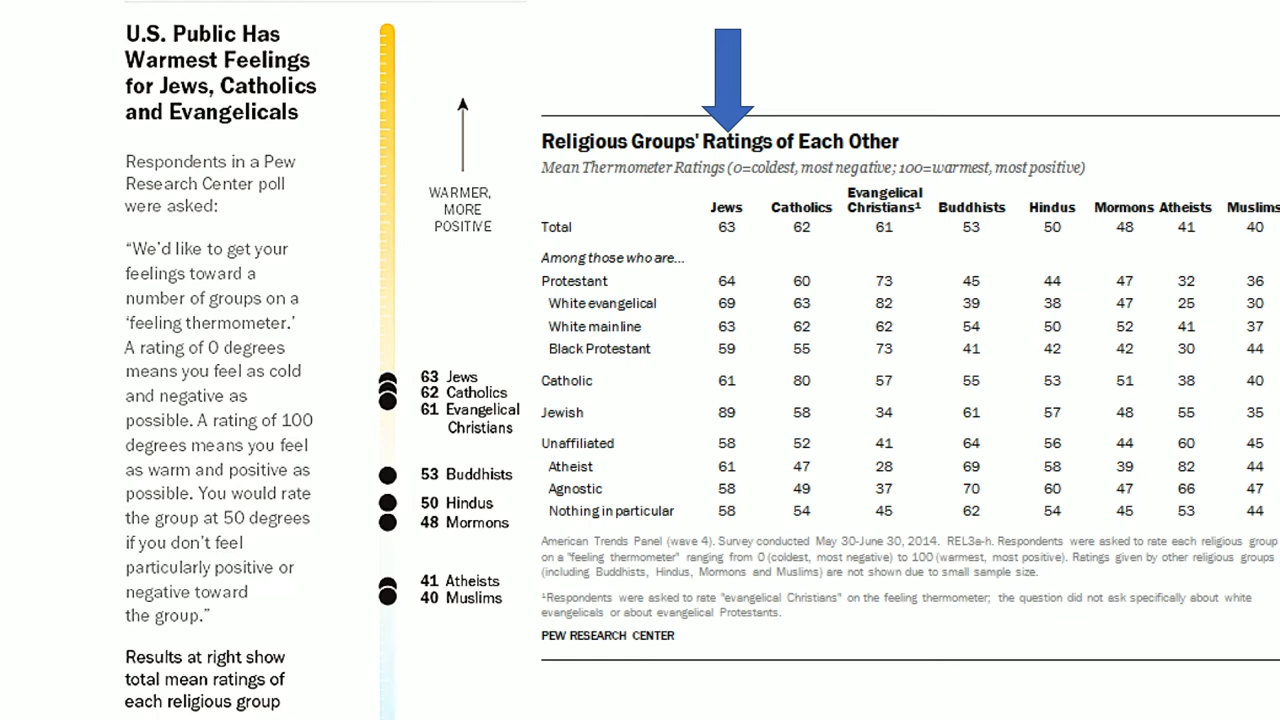 U.S. Public Has
Warmest Feelings
for Jews, Catholics
and Evangelicals
Respondents in a Pew
Research Center poll
were asked:
“We’d like to get your
feelings toward a
number of groups on a
‘feeling thermometer.’
A rating of 0 degrees
means you feel as cold
and negative as
possible. A rating of 100
degrees means you feel
as warm and positive as
possible. You would rate
the group at 50 degrees
if you don’t feel
particularly positive or
negative toward
the group.”
Results at right show
total mean ratings of
each religious group
WARMER,
MORE
POSITIVE
63 Jews
62 Catholics
61 Evangelical
Christians
53 Buddhists
50 Hindus
48 Mormons
41 Atheists
40 Muslims
Religious Groups' Ratings of Each Other
Mean Thermometer Ratings (0=coldest, most negative; 100=warmest, most positive)
Jews Catholics Evangelical Christians¹ Buddhists Hindus Mormons Atheists Muslims
Total 63 62 61 53 50 48 41 40
Among those who are...
Protestant 64 60 73 45 44 47 32 36
White evangelical 69 63 82 39 38 47 25 30
White mainline 63 62 62 54 50 52 41 37
Black Protestant 59 55 73 41 42 42 30 44
Catholic 61 80 57 55 53 51 38 40
Jewish 89 58 34 61 57 48 55 35
Unaffiliated 58 52 41 64 56 44 60 45
Atheist 61 47 28 69 58 39 82 44
Agnostic 58 49 37 70 60 47 66 47
Nothing in particular 58 54 45 62 54 45 53 44
American Trends Panel (wave 4). Survey conducted May 30-June 30, 2014. REL3a-h. Respondents were asked to rate each religious group
on a "feeling thermometer" ranging from 0 (coldest, most negative) to 100 (warmest, most positive). Ratings given by other religious groups
(including Buddhists, Hindus, Mormons and Muslims) are not shown due to small sample size.
¹Respondents were asked to rate "evangelical Christians" on the feeling thermometer; the question did not ask specifically about white
evangelicals or about evangelical Protestants.
PEW RESEARCH CENTER